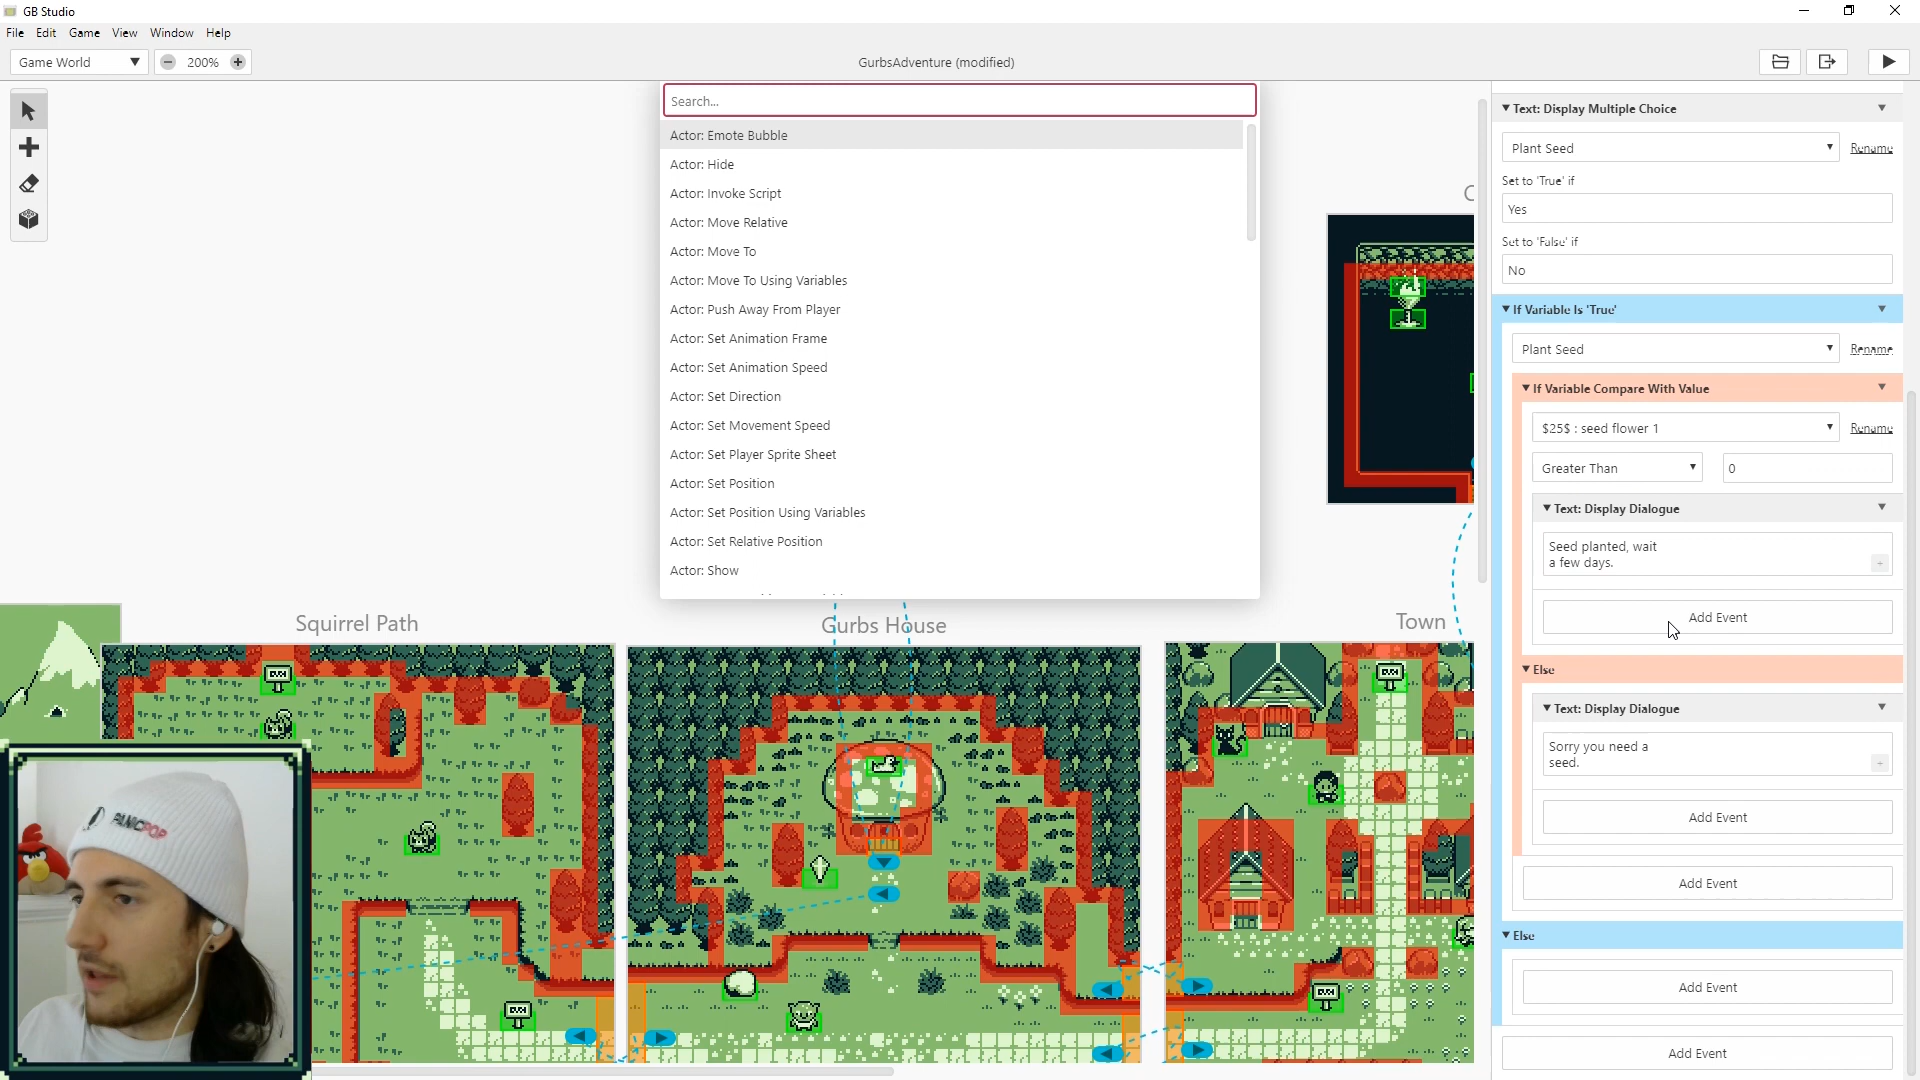 GB Studio
File Edit Game View Window Help
Game World
200%
GurbsAdventure (modified)
Search...
Actor: Emote Bubble
Actor: Hide
Actor: Invoke Script
Actor: Move Relative
Actor: Move To
Actor: Move To Using Variables
Actor: Push Away From Player
Actor: Set Animation Frame
Actor: Set Animation Speed
Actor: Set Direction
Actor: Set Movement Speed
Actor: Set Player Sprite Sheet
Actor: Set Position
Actor: Set Position Using Variables
Actor: Set Relative Position
Actor: Show
Squirrel Path
Gurbs House
Town
PANICPOP
Text: Display Multiple Choice
Plant Seed
Rename
Set to 'True' if
Yes
Set to 'False' if
No
If Variable Is 'True'
Plant Seed
Rename
If Variable Compare With Value
$25$ : seed flower 1
Rename
Greater Than
0
Text: Display Dialogue
Seed planted, wait
a few days.
Add Event
Else
Text: Display Dialogue
Sorry you need a
seed.
Add Event
Add Event
Else
Add Event
Add Event